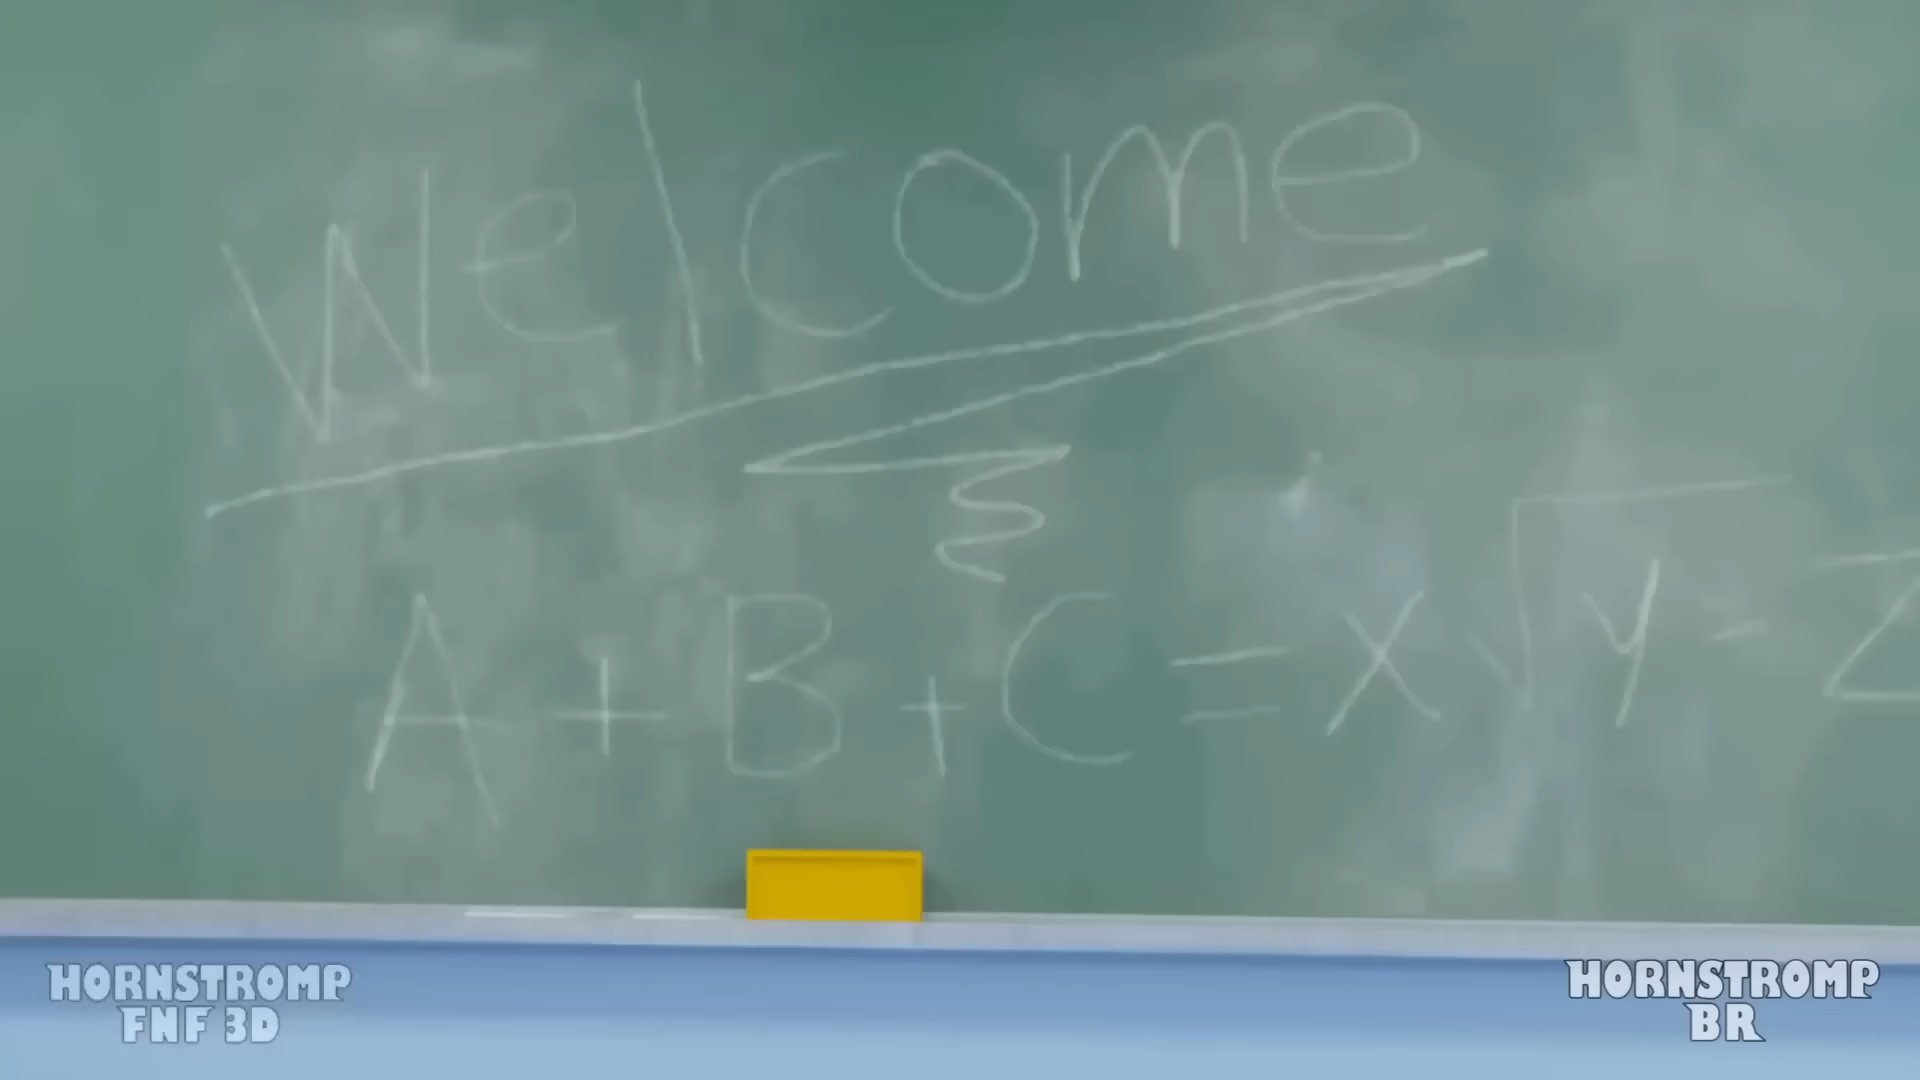 Welcome
A + B + C = x √y - Z
HORNSTROMP
FNF 3D
HORNSTROMP
BR